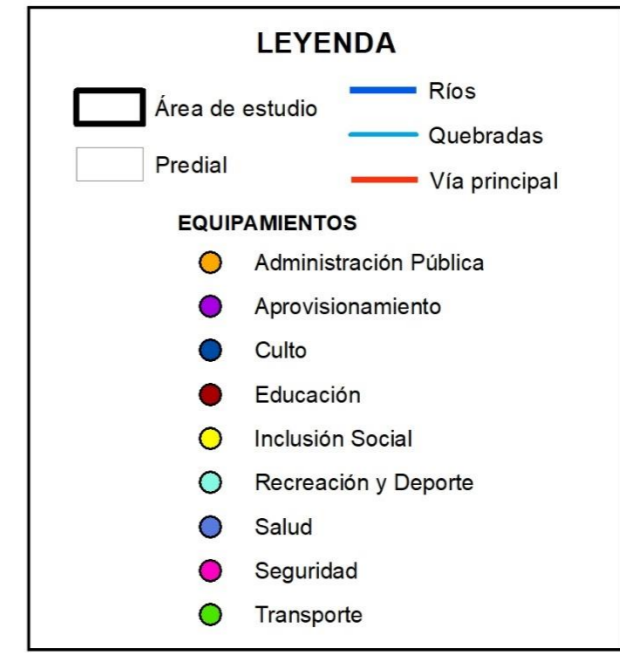 LEYENDA
Área de estudio
Predial
Ríos
Quebradas
Vía principal
EQUIPAMIENTOS
Administración Pública
Aprovisionamiento
Culto
Educación
Inclusión Social
Recreación y Deporte
Salud
Seguridad
Transporte